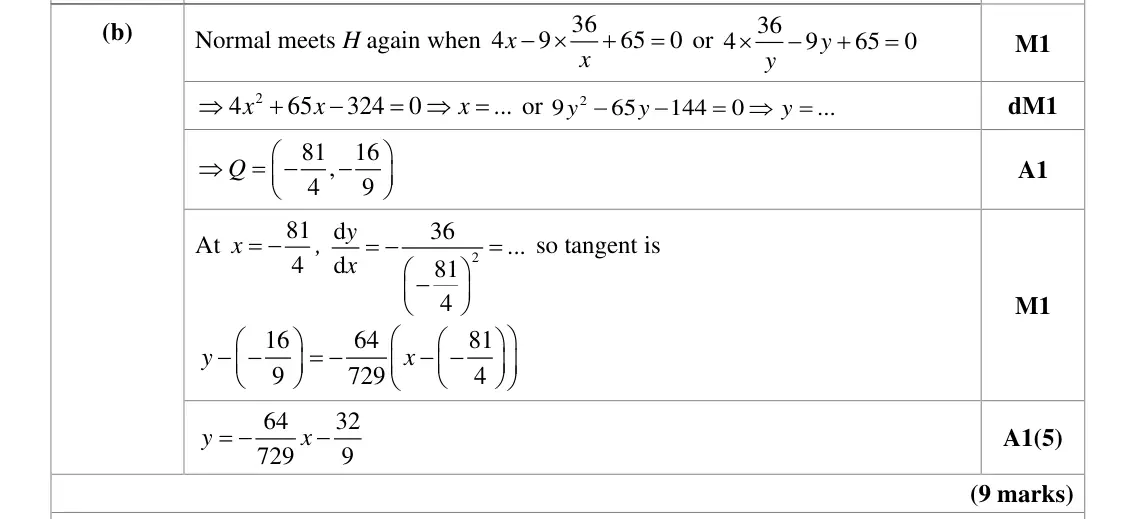 (b)
Normal meets H again when 4x − 9 × 36/x + 65 = 0 or 4 × 36/y − 9y + 65 = 0
M1
⇒ 4x² + 65x − 324 = 0 ⇒ x = ... or 9y² − 65y − 144 = 0 ⇒ y = ...
dM1
⇒ Q = (−81/4, −16/9)
A1
At x = −81/4, dy/dx = −36/(−81/4)² = ... so tangent is
y − (−16/9) = −64/729 (x − (−81/4))
M1
y = −64/729 x − 32/9
A1(5)
(9 marks)